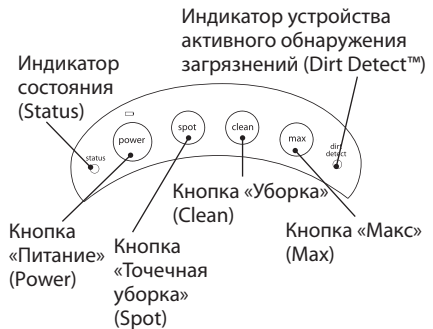 Индикатор устройства
активного обнаружения
загрязнений (Dirt Detect™)
Индикатор
состояния
(Status)
status
power
spot
clean
max
dirt
detect
Кнопка «Уборка»
(Clean)
Кнопка
«Питание»
(Power)
Кнопка
«Точечная
уборка»
(Spot)
Кнопка «Макс»
(Max)